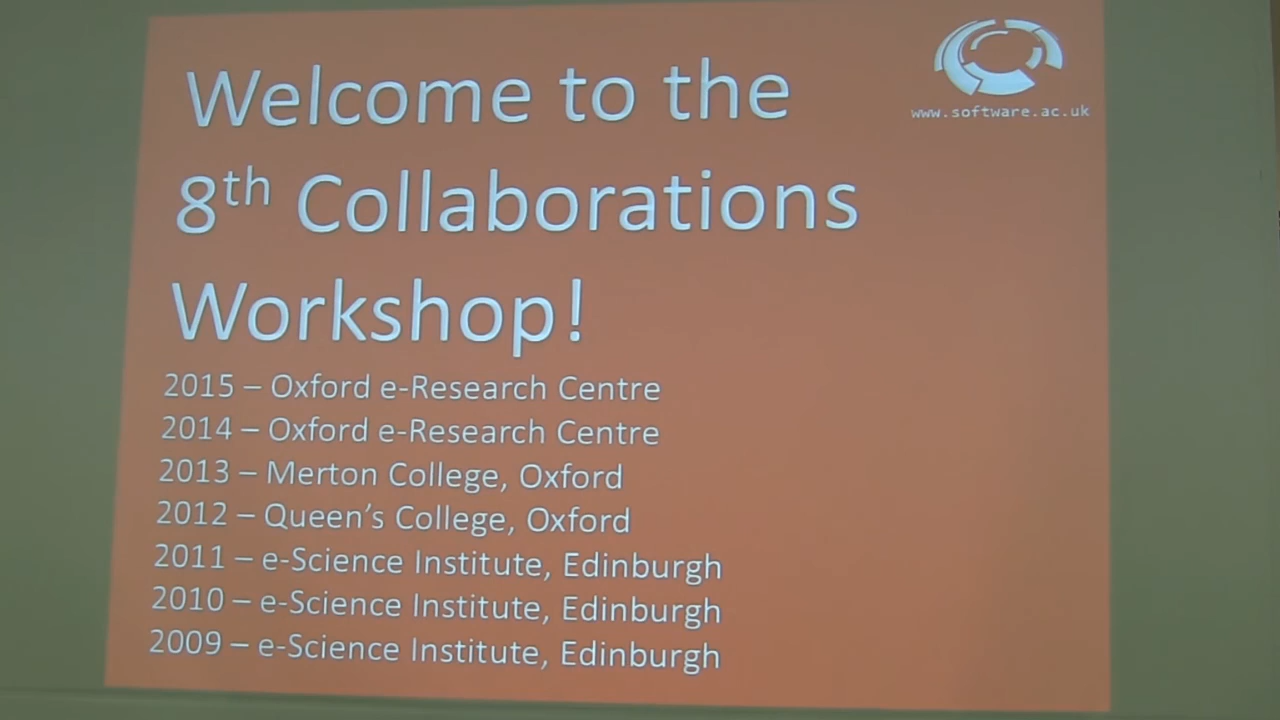 www.software.ac.uk
Welcome to the
8th Collaborations
Workshop!
2015 – Oxford e-Research Centre
2014 – Oxford e-Research Centre
2013 – Merton College, Oxford
2012 – Queen's College, Oxford
2011 – e-Science Institute, Edinburgh
2010 – e-Science Institute, Edinburgh
2009 – e-Science Institute, Edinburgh